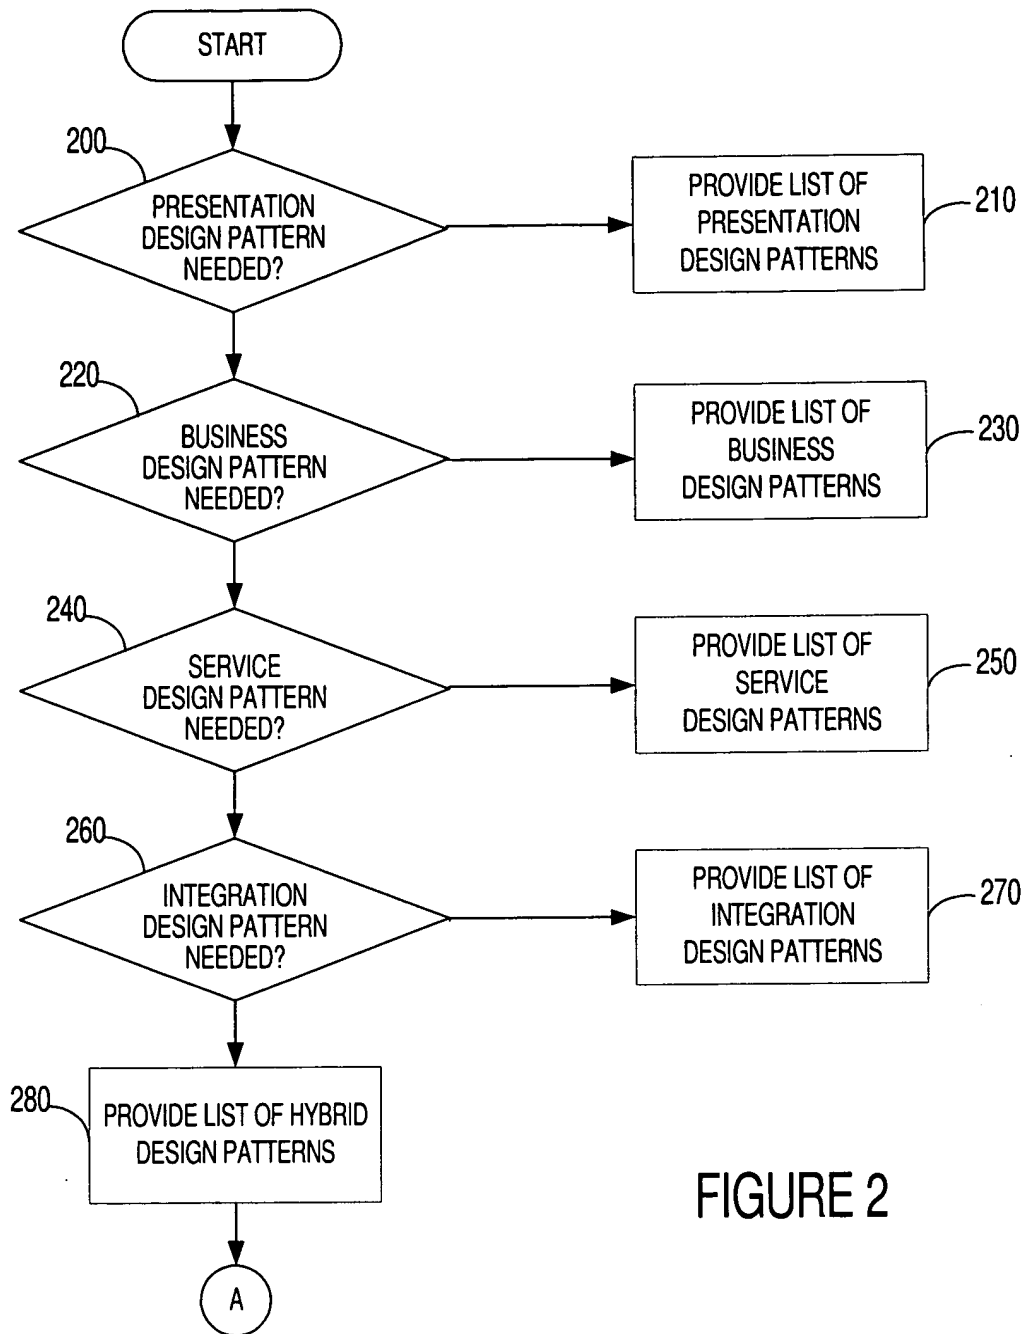 START
200
PRESENTATION
DESIGN PATTERN
NEEDED?
PROVIDE LIST OF
PRESENTATION
DESIGN PATTERNS
210
220
BUSINESS
DESIGN PATTERN
NEEDED?
PROVIDE LIST OF
BUSINESS
DESIGN PATTERNS
230
240
SERVICE
DESIGN PATTERN
NEEDED?
PROVIDE LIST OF
SERVICE
DESIGN PATTERNS
250
260
INTEGRATION
DESIGN PATTERN
NEEDED?
PROVIDE LIST OF
INTEGRATION
DESIGN PATTERNS
270
280
PROVIDE LIST OF HYBRID
DESIGN PATTERNS
FIGURE 2
A